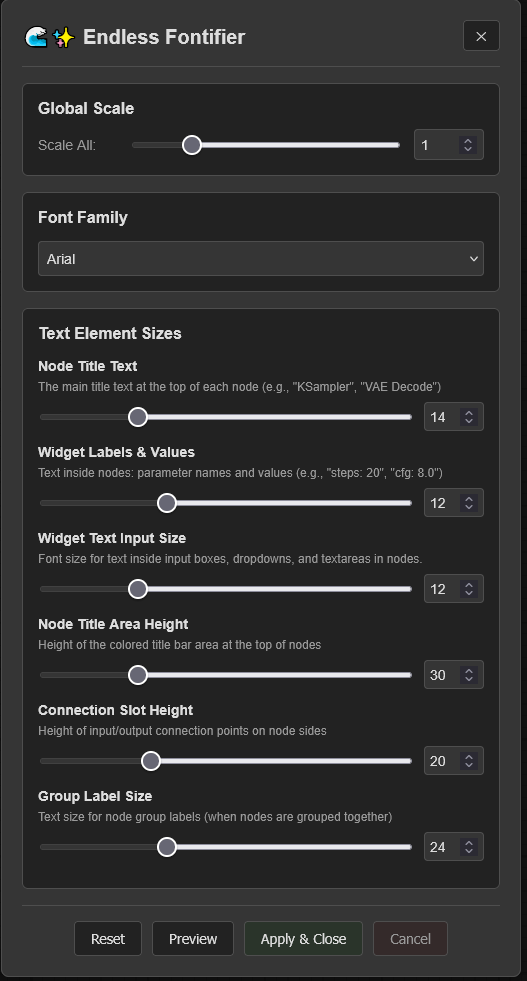 🌊✨ Endless Fontifier
Global Scale
Scale All:
1
Font Family
Arial
Text Element Sizes
Node Title Text
The main title text at the top of each node (e.g., "KSampler", "VAE Decode")
14
Widget Labels & Values
Text inside nodes: parameter names and values (e.g., "steps: 20", "cfg: 8.0")
12
Widget Text Input Size
Font size for text inside input boxes, dropdowns, and textareas in nodes.
12
Node Title Area Height
Height of the colored title bar area at the top of nodes
30
Connection Slot Height
Height of input/output connection points on node sides
20
Group Label Size
Text size for node group labels (when nodes are grouped together)
24
Reset Preview Apply & Close Cancel